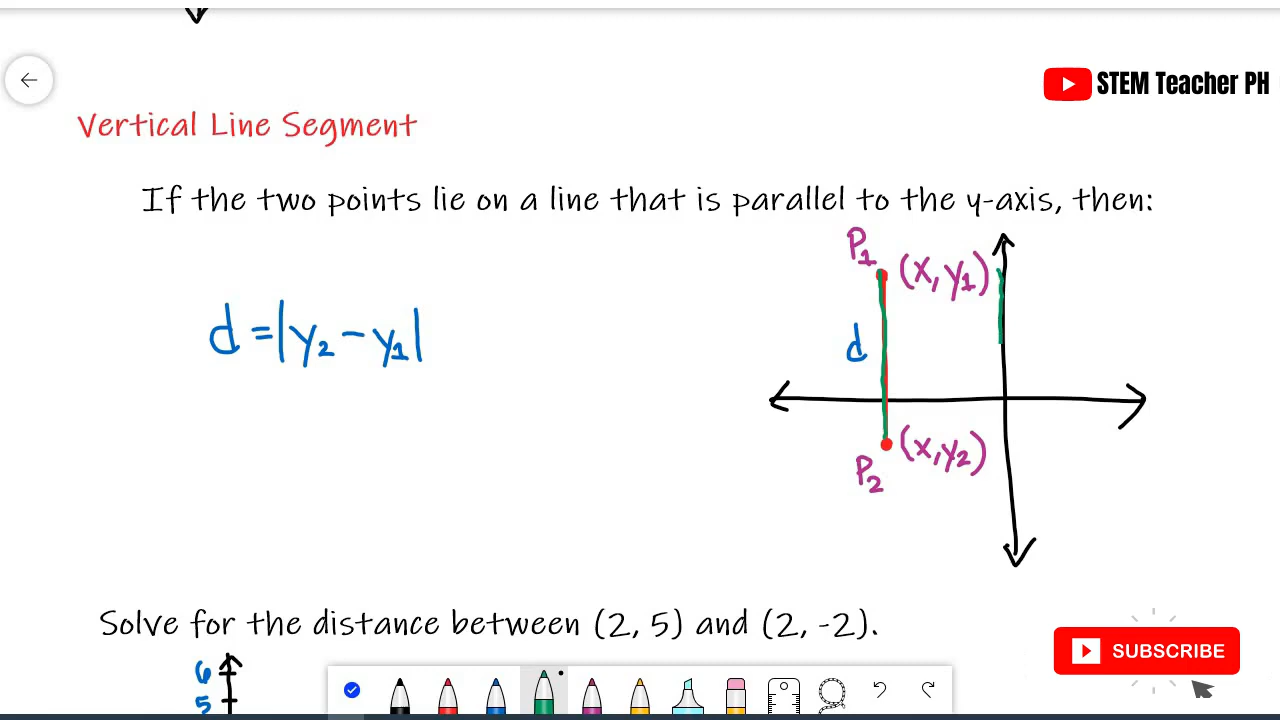 STEM Teacher PH
Vertical Line Segment
If the two points lie on a line that is parallel to the y-axis, then:
P1 (x, y1)
d = |y2 - y1|
d
P2 (x, y2)
Solve for the distance between (2, 5) and (2, -2).
6
5
SUBSCRIBE